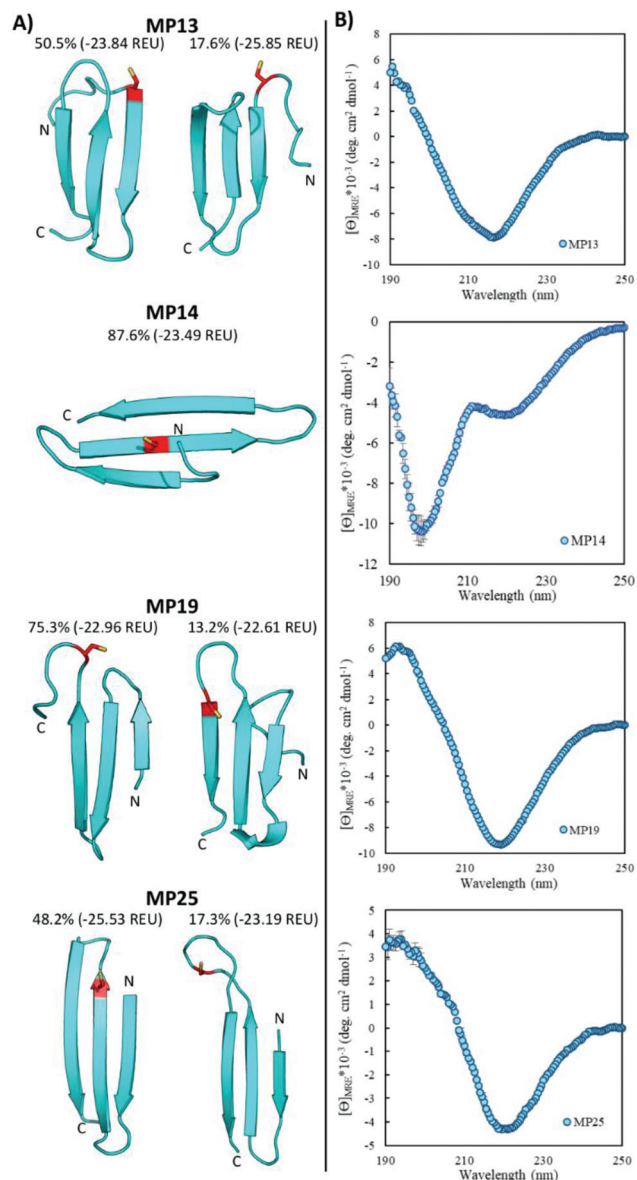 A)
MP13
50.5% (-23.84 REU) 17.6% (-25.85 REU)
N
C
N
C
MP14
87.6% (-23.49 REU)
C
N
MP19
75.3% (-22.96 REU) 13.2% (-22.61 REU)
C
N
N
C
MP25
48.2% (-25.53 REU) 17.3% (-23.19 REU)
N
N
C
C
B)
[Θ]MRE*10-3 (deg. cm2 dmol-1)
8
6
4
2
0
-2
-4
-6
-8
-10
MP13
190 210 230 250
Wavelength (nm)
[Θ]MRE*10-3 (deg. cm2 dmol-1)
0
-2
-4
-6
-8
-10
-12
MP14
190 210 230 250
Wavelength (nm)
[Θ]MRE*10-3 (deg. cm2 dmol-1)
8
6
4
2
0
-2
-4
-6
-8
-10
MP19
190 210 230 250
Wavelength (nm)
[Θ]MRE*10-3 (deg. cm2 dmol-1)
5
4
3
2
1
0
-1
-2
-3
-4
-5
MP25
190 210 230 250
Wavelength (nm)